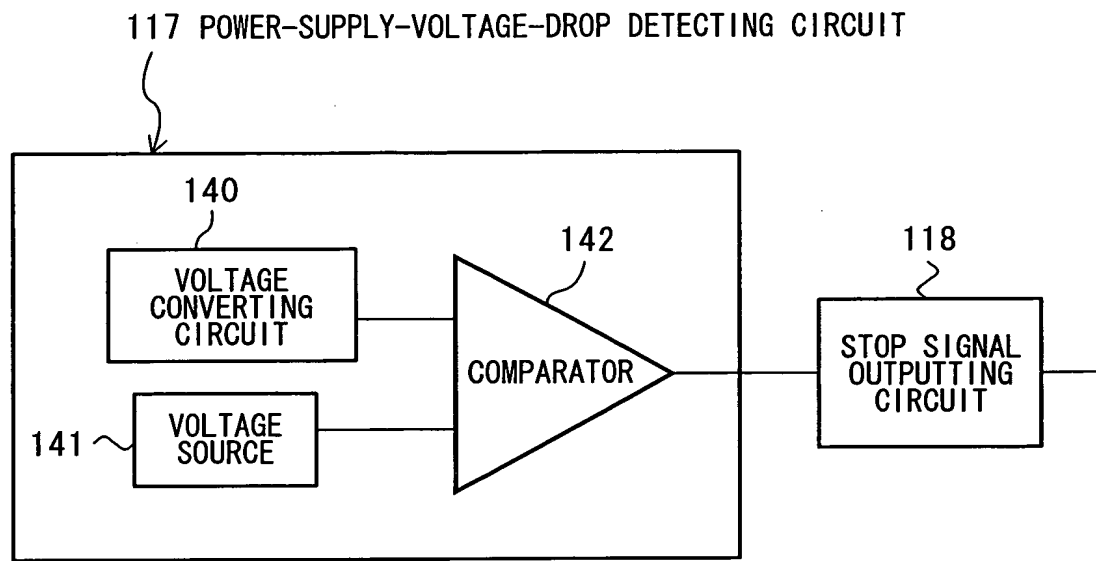 117 POWER-SUPPLY-VOLTAGE-DROP DETECTING CIRCUIT
140
VOLTAGE
CONVERTING
CIRCUIT
142
COMPARATOR
141
VOLTAGE
SOURCE
118
STOP SIGNAL
OUTPUTTING
CIRCUIT